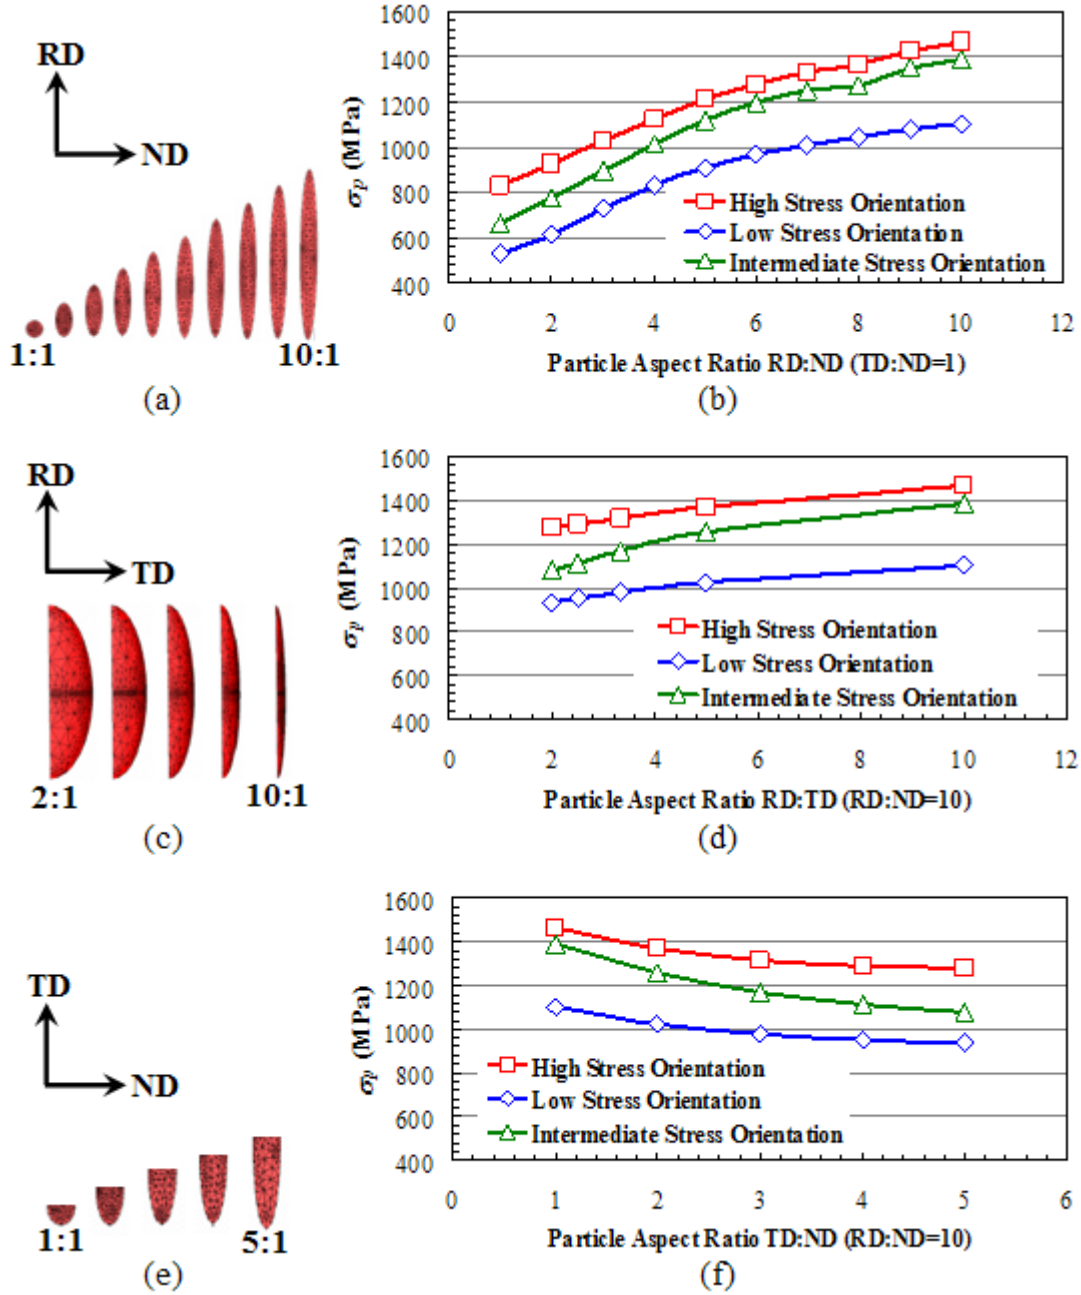 RD
ND
1:1
10:1
(a)
1600
1400
1200
1000
800
600
400
σp (MPa)
High Stress Orientation
Low Stress Orientation
Intermediate Stress Orientation
0 2 4 6 8 10 12
Particle Aspect Ratio RD:ND (TD:ND=1)
(b)
RD
TD
2:1
10:1
(c)
1600
1400
1200
1000
800
600
400
σp (MPa)
High Stress Orientation
Low Stress Orientation
Intermediate Stress Orientation
0 2 4 6 8 10 12
Particle Aspect Ratio RD:TD (RD:ND=10)
(d)
TD
ND
1:1
5:1
(e)
1600
1400
1200
1000
800
600
400
σp (MPa)
High Stress Orientation
Low Stress Orientation
Intermediate Stress Orientation
0 1 2 3 4 5 6
Particle Aspect Ratio TD:ND (RD:ND=10)
(f)